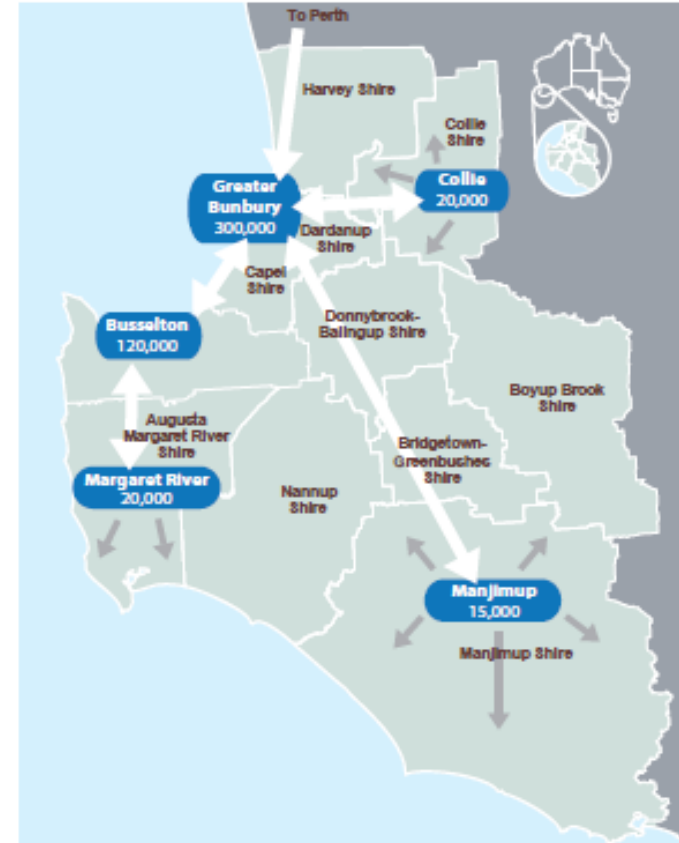 To Perth
Harvey Shire
Collie
Shire
Collie
20,000
Greater
Bunbury
300,000
Dardanup
Shire
Capel
Shire
Donnybrook-
Balingup Shire
Busselton
120,000
Boyup Brook
Shire
Augusta
Margaret River
Shire
Bridgetown-
Greenbushes
Shire
Margaret River
20,000
Nannup
Shire
Manjimup
15,000
Manjimup Shire